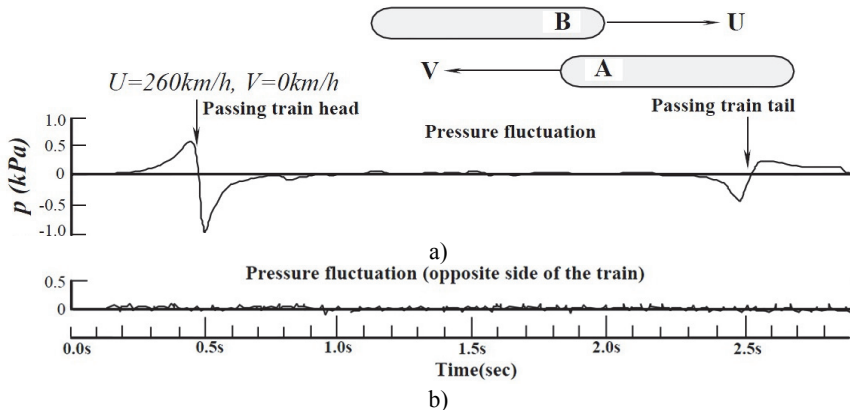 B
U
V
A
U=260km/h, V=0km/h
Passing train head
Passing train tail
Pressure fluctuation
p (kPa)
1.0
0.5
0
-0.5
-1.0
a)
Pressure fluctuation (opposite side of the train)
0.5
0
0.0s 0.5s 1.0s 1.5s 2.0s 2.5s
Time(sec)
b)